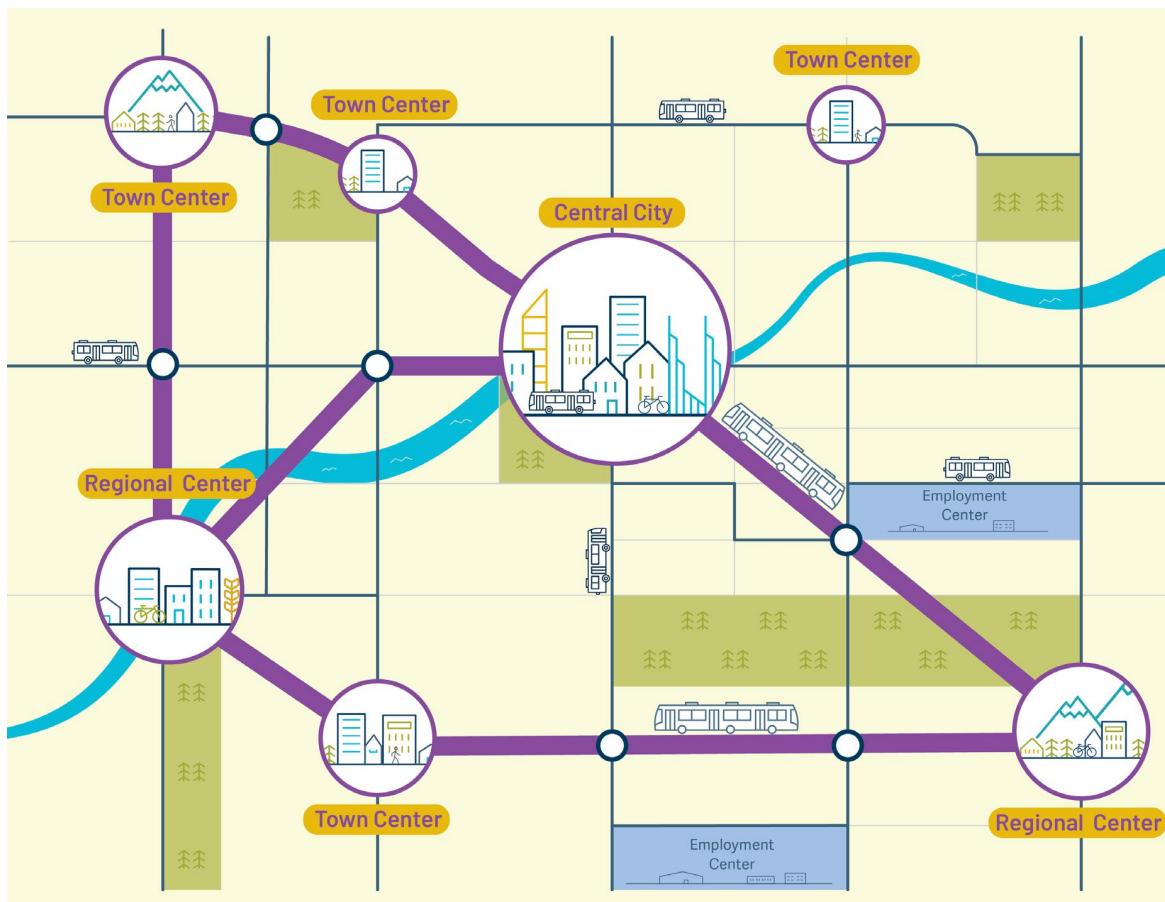 Town Center
Town Center
Town Center
Central City
Regional Center
Employment
Center
Town Center
Regional Center
Employment
Center